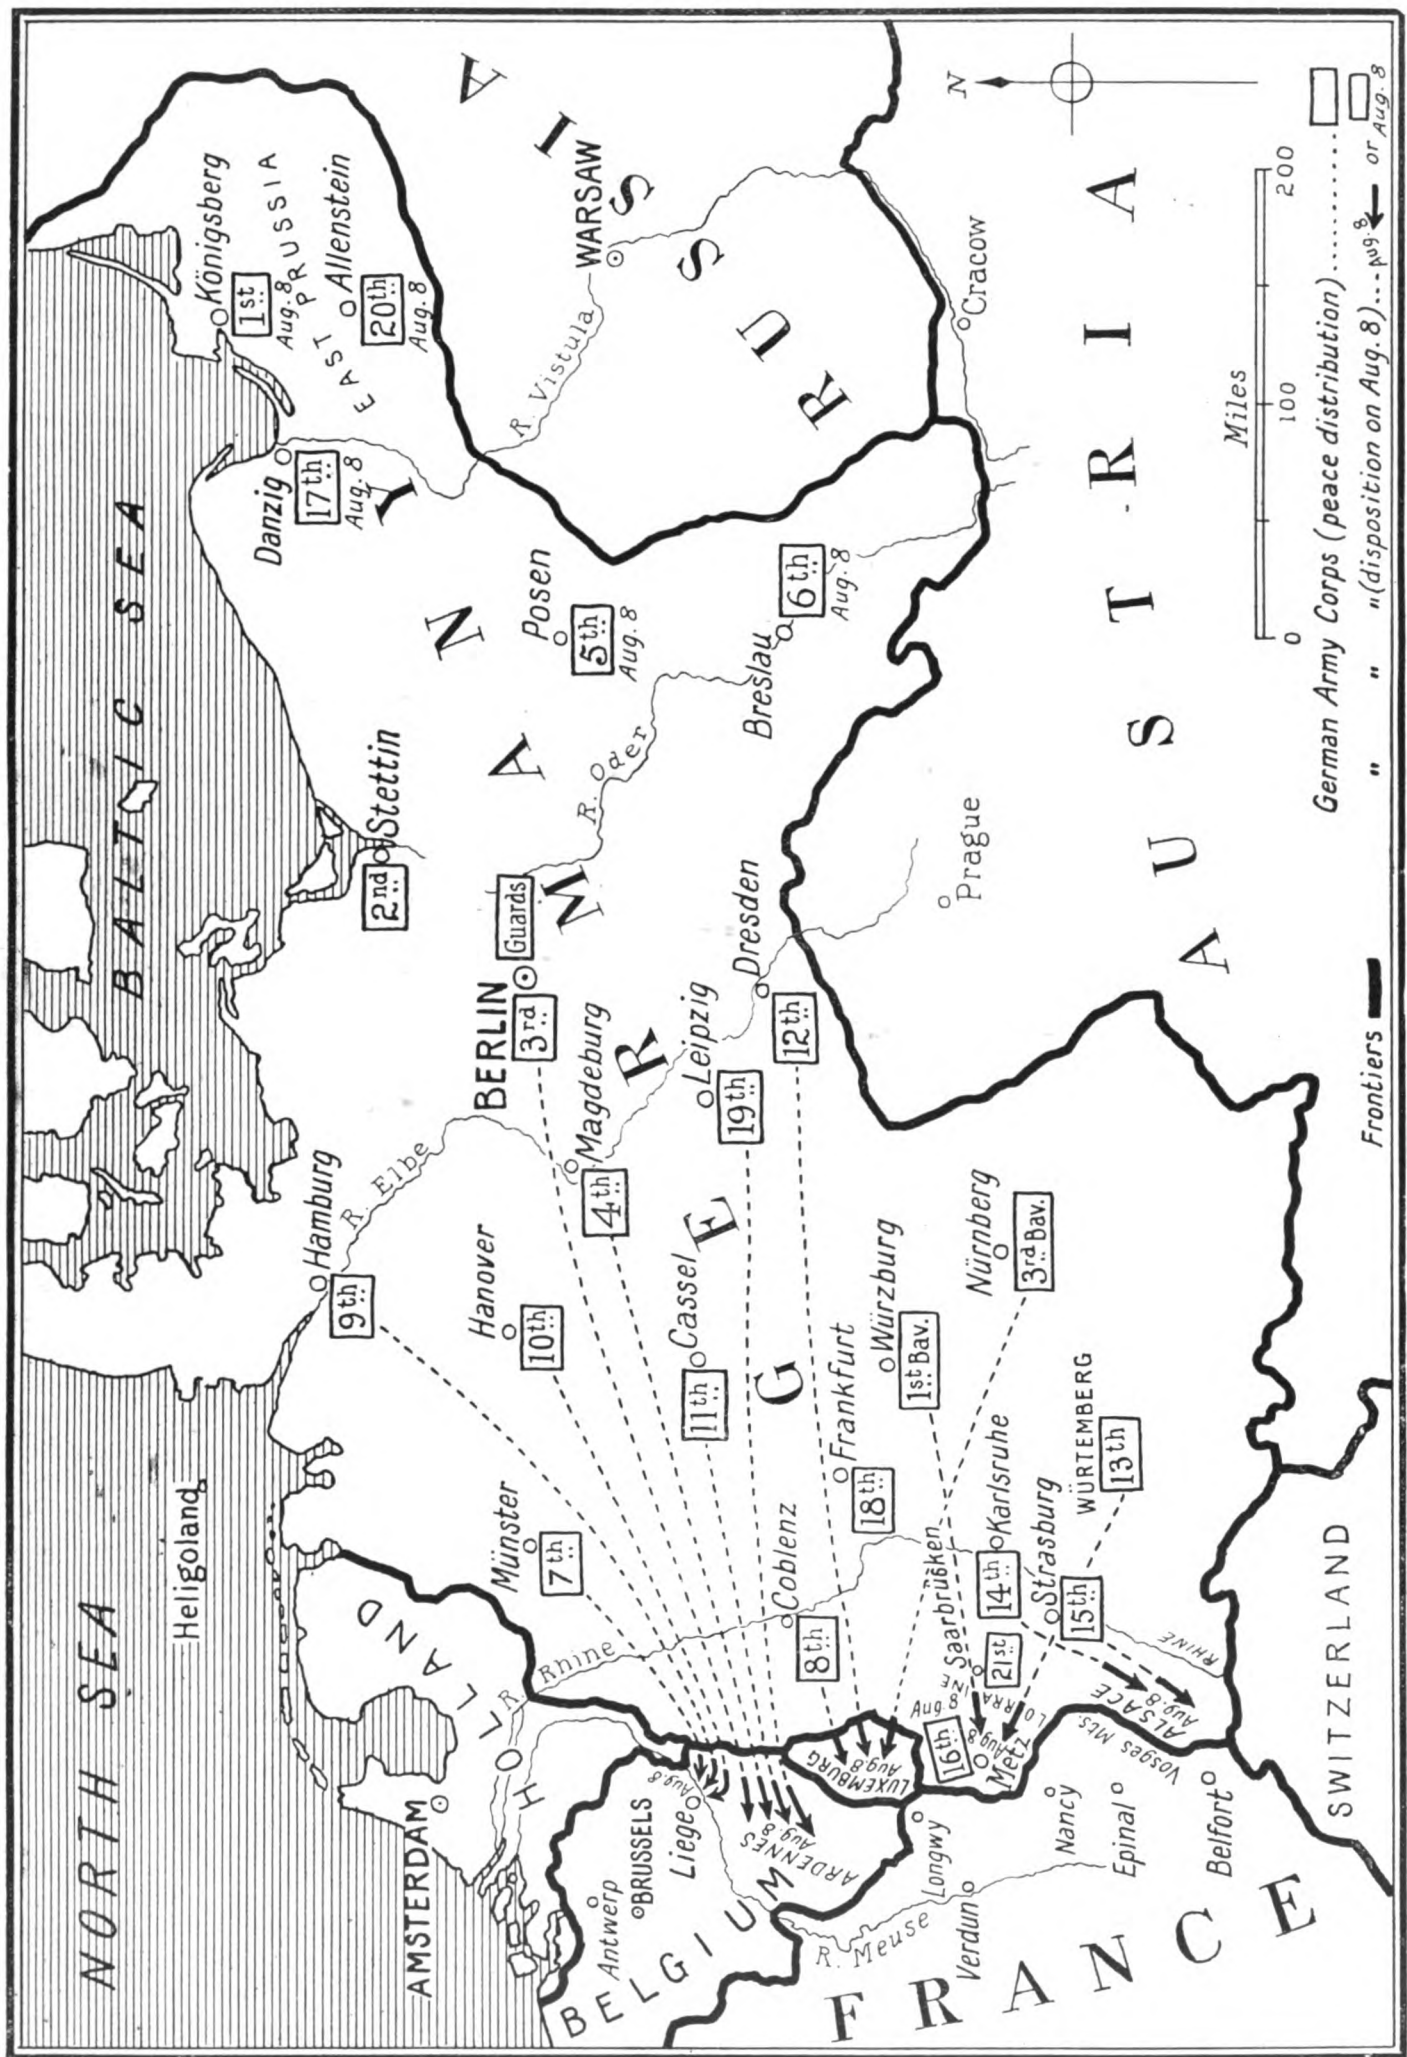 NORTH SEA
BALTIC SEA
Heligoland
HOLLAND
AMSTERDAM
BELGIUM
Antwerp
BRUSSELS
Liege
Aug. 8
ARDENNES
Aug. 8
LUXEMBURG
Aug. 8
FRANCE
Longwy
Verdun
R. Meuse
Nancy
Epinal
Belfort
Vosges Mts.
ALSACE
Aug. 8
LORRAINE
Aug. 8
Metz
Aug. 8
16th
Saarbrüken
21st
SWITZERLAND
R. Rhine
RHINE
GERMANY
Münster
7th
Hamburg
9th
R. Elbe
Hanover
10th
BERLIN
3rd
Guards
Stettin
2nd
Magdeburg
4th
Cassel
11th
Leipzig
19th
Dresden
12th
Coblenz
8th
Frankfurt
18th
Würzburg
1st Bav.
Nürnberg
3rd Bav.
Karlsruhe
14th
Strasburg
15th
WÜRTEMBERG
13th
R. Oder
Posen
5th
Aug. 8
Breslau
6th
Aug. 8
Danzig
17th
Aug. 8
Königsberg
1st
Aug. 8
EAST PRUSSIA
Allenstein
20th
Aug. 8
R. Vistula
WARSAW
RUSSIA
Cracow
Prague
AUSTRIA
N
Miles
0 100 200
German Army Corps (peace distribution)..........
" " "(disposition on Aug. 8)... Aug. 8 or Aug. 8
Frontiers